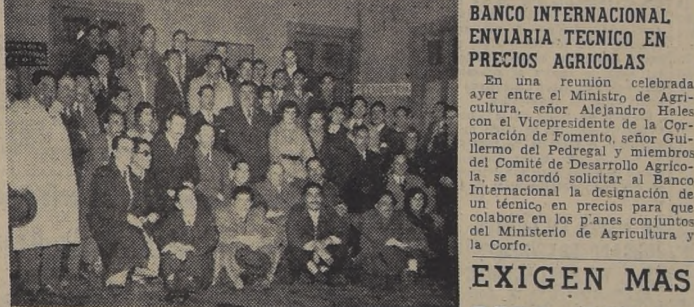 BANCO INTERNACIONAL
ENVIARIA TECNICO EN
PRECIOS AGRICOLAS
En una reunión celebrada
ayer entre el Ministro de Agri-
cultura, señor Alejandro Hales
con el Vicepresidente de la Cor-
poración de Fomento, señor Gui-
llermo del Pedregal y miembros
del Comité de Desarrollo Agríco-
la, se acordó solicitar al Banco
Internacional la designación de
un técnico en precios para que
colabore en los planes conjuntos
del Ministerio de Agricultura y
la Corfo.
EXIGEN MAS